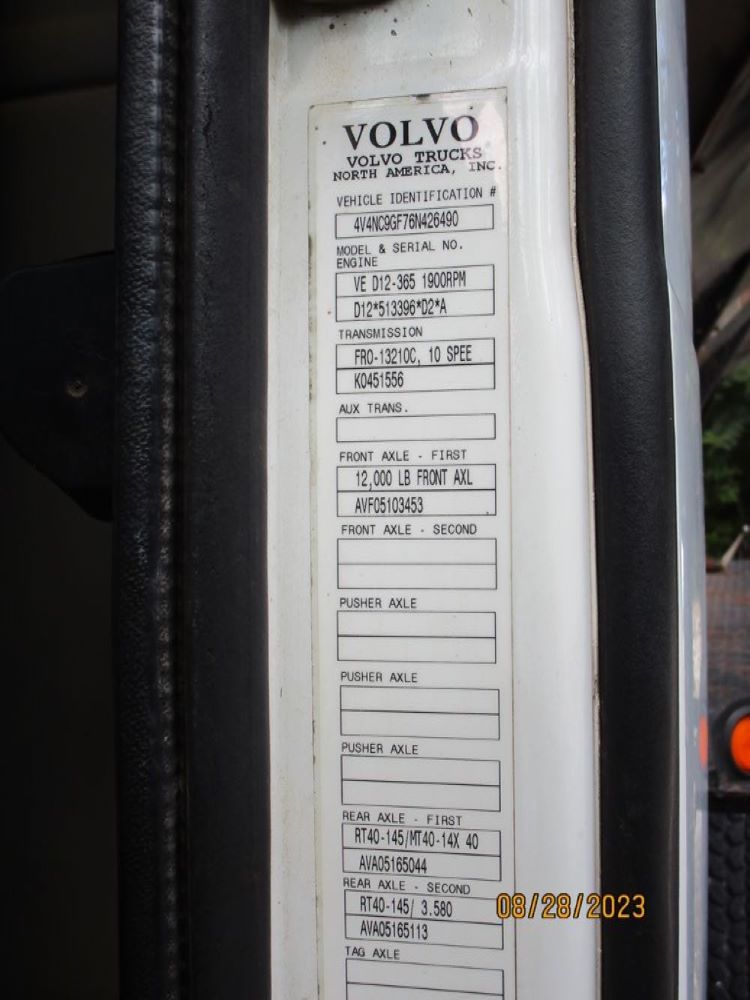 VOLVO
VOLVO TRUCKS
NORTH AMERICA, INC.
VEHICLE IDENTIFICATION #
4V4NC9GF76N426490
MODEL & SERIAL NO.
ENGINE
VE D12-365 1900RPM
D12*513396*D2*A
TRANSMISSION
FRO-13210C, 10 SPEE
K0451556
AUX TRANS.
FRONT AXLE - FIRST
12,000 LB FRONT AXL
AVF05103453
FRONT AXLE - SECOND
PUSHER AXLE
PUSHER AXLE
PUSHER AXLE
REAR AXLE - FIRST
RT40-145/MT40-14X 40
AVA05165044
REAR AXLE - SECOND
RT40-145/ 3.580
AVA05165113
TAG AXLE
08/28/2023